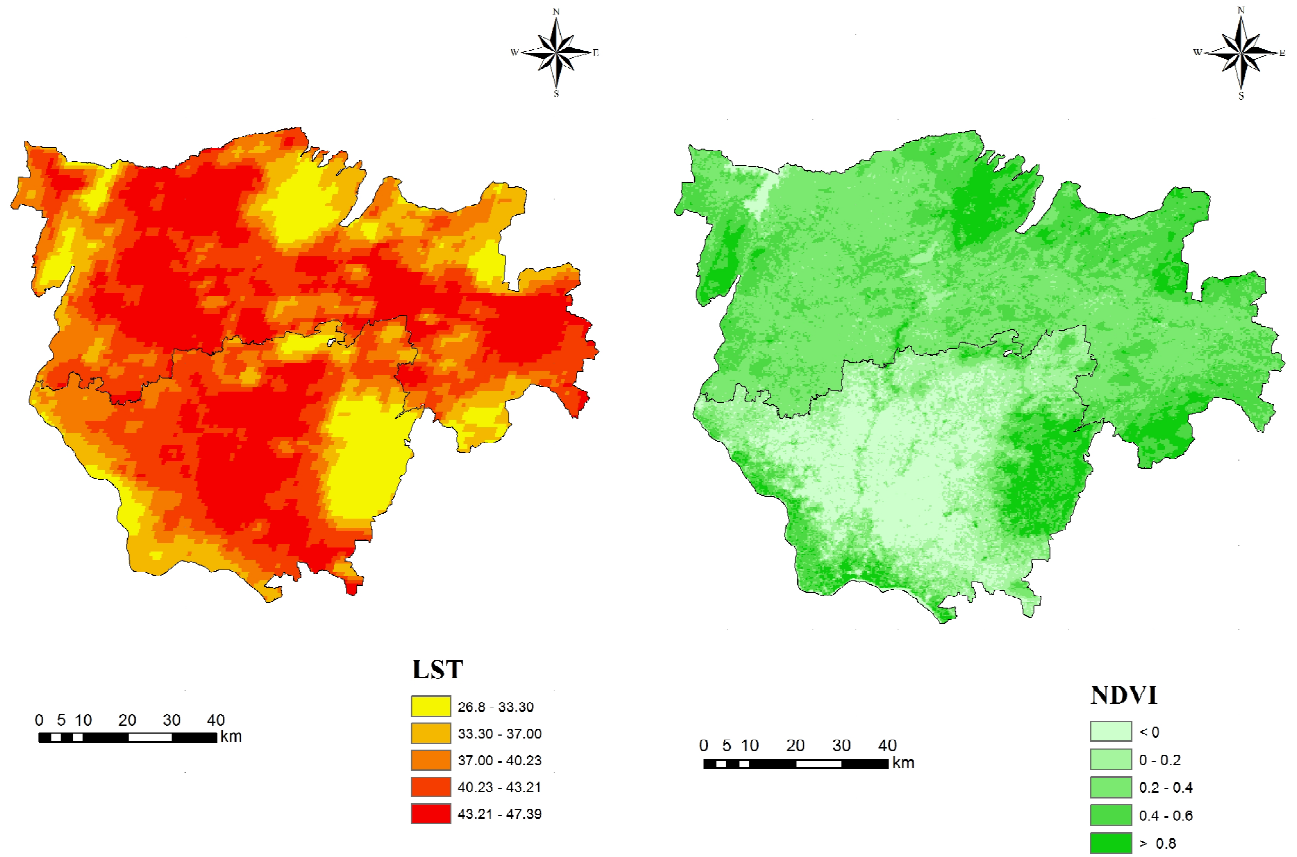 N
W E
S
N
W E
S
LST
26.8 - 33.30
33.30 - 37.00
37.00 - 40.23
40.23 - 43.21
43.21 - 47.39
0 5 10 20 30 40
km
NDVI
< 0
0 - 0.2
0.2 - 0.4
0.4 - 0.6
> 0.8
0 5 10 20 30 40
km